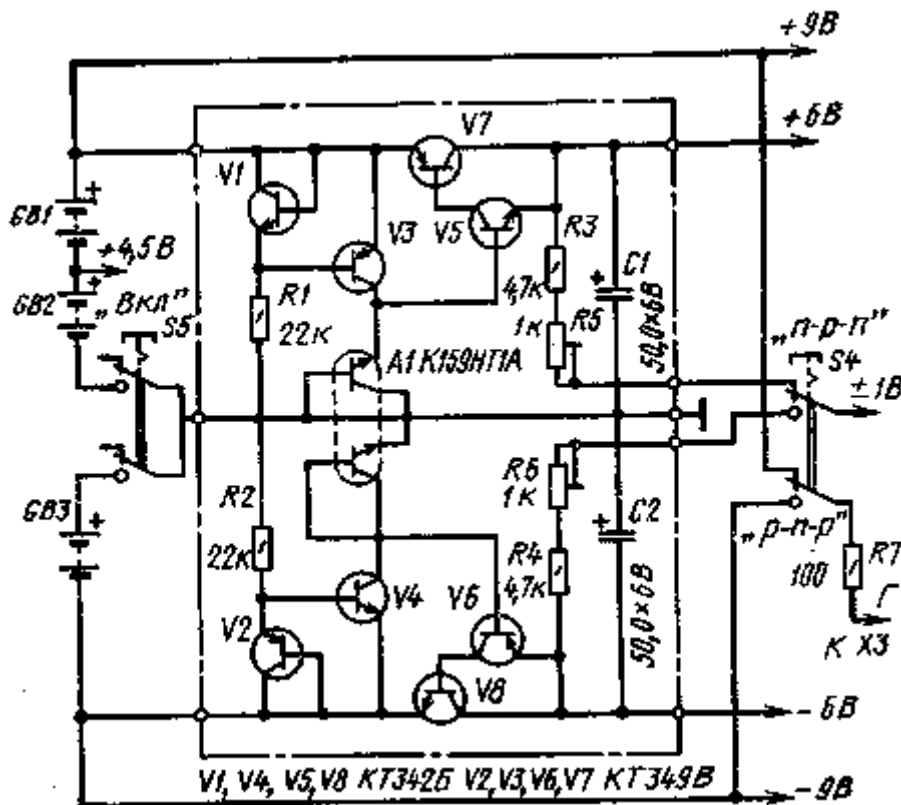 +9В
+6В
V7
V1
GB1
+
V3
V5
R3
4,7к
C1
+
50,0×6В
+4,5В
GB2
+
„Вкл”
S5
R1
22к
R5
1к
„п-р-п”
S4
А1 К159НТ1А
±1В
GB3
+
R2
22к
R6
1к
C2
+
50,0×6В
R4
4,7к
„р-п-р”
R7
100
Г
К Х3
V4
V6
V2
V8
-6В
V1, V4, V5, V8 КТ342Б V2, V3, V6, V7 КТ349В
-9В